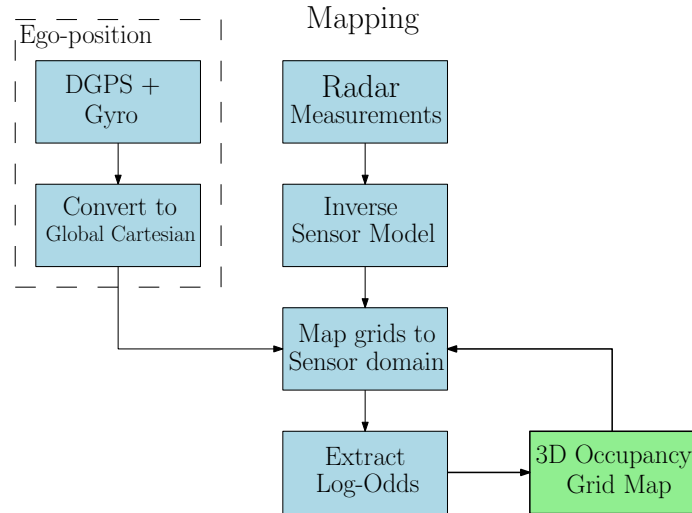 Mapping
Ego-position
DGPS +
Gyro
Convert to
Global Cartesian
Radar
Measurements
Inverse
Sensor Model
Map grids to
Sensor domain
Extract
Log-Odds
3D Occupancy
Grid Map